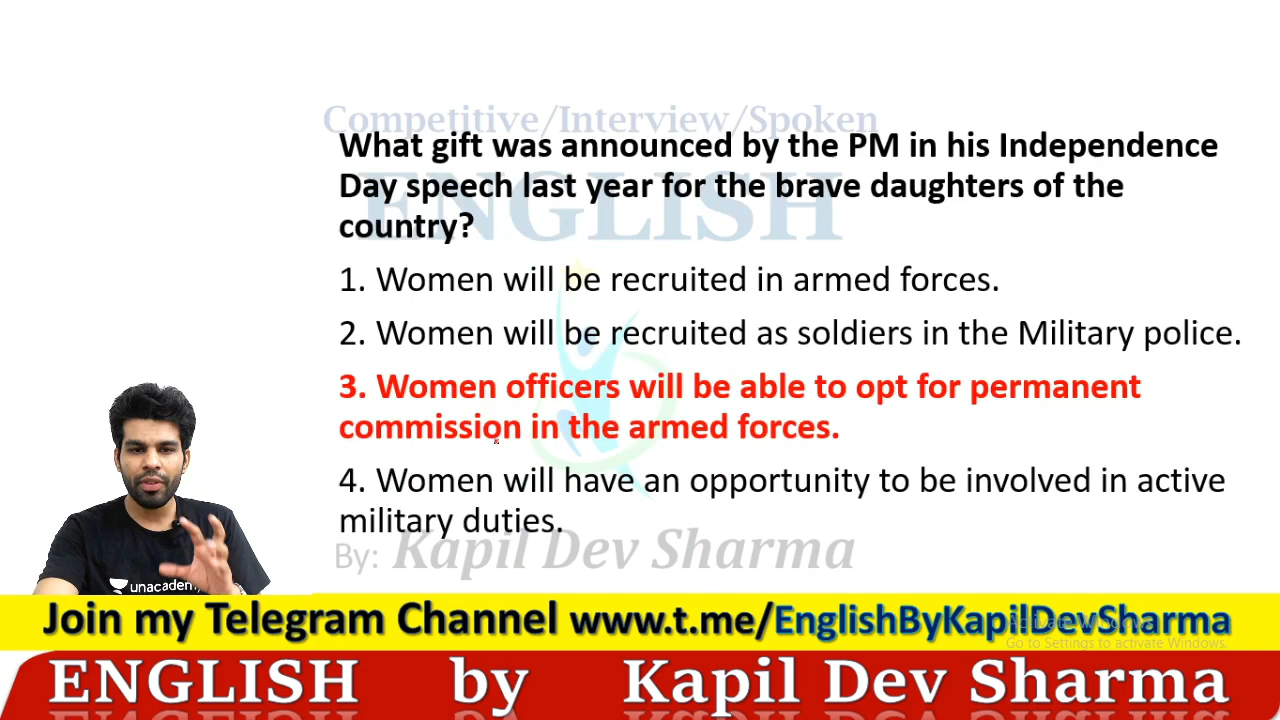 Competitive/Interview/Spoken
ENGLISH
What gift was announced by the PM in his Independence
Day speech last year for the brave daughters of the
country?
1. Women will be recruited in armed forces.
2. Women will be recruited as soldiers in the Military police.
3. Women officers will be able to opt for permanent
commission in the armed forces.
4. Women will have an opportunity to be involved in active
military duties.
By: Kapil Dev Sharma
unacademy
Join my Telegram Channel www.t.me/EnglishByKapilDevSharma
Activate Windows
Go to Settings to activate Windows.
ENGLISH by Kapil Dev Sharma